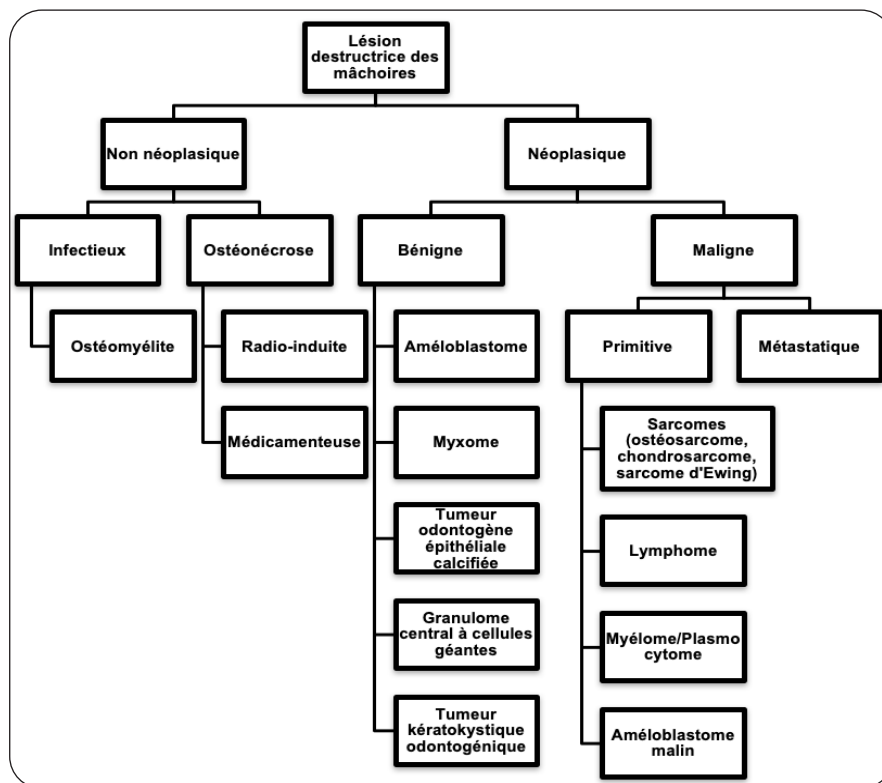 Lésion
destructrice des
mâchoires
Non néoplasique
Néoplasique
Infectieux
Ostéonécrose
Bénigne
Maligne
Ostéomyélite
Radio-induite
Améloblastome
Primitive
Métastatique
Médicamenteuse
Myxome
Sarcomes
(ostéosarcome,
chondrosarcome,
sarcome d'Ewing)
Tumeur
odontogène
épithéliale
calcifiée
Lymphome
Granulome
central à cellules
géantes
Myélome/Plasmo
cytome
Tumeur
kératokystique
odontogénique
Améloblastome
malin